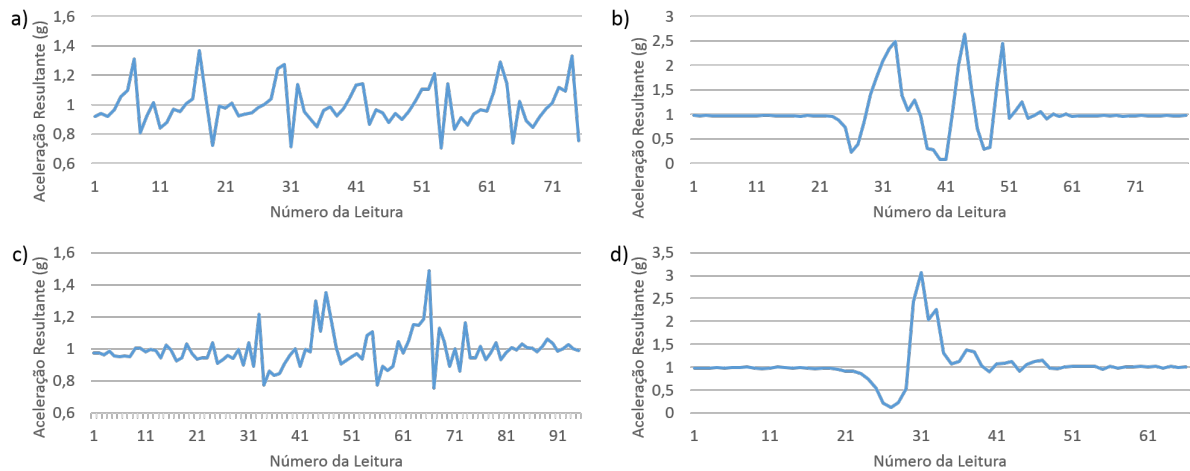 a)
Aceleração Resultante (g)
1,6
1,4
1,2
1
0,8
0,6
1 11 21 31 41 51 61 71
Número da Leitura
b)
Aceleração Resultante (g)
3
2,5
2
1,5
1
0,5
0
1 11 21 31 41 51 61 71
Número da Leitura
c)
Aceleração Resultante (g)
1,6
1,4
1,2
1
0,8
0,6
1 11 21 31 41 51 61 71 81 91
Número da Leitura
d)
Aceleração Resultante (g)
3,5
3
2,5
2
1,5
1
0,5
0
1 11 21 31 41 51 61
Número da Leitura